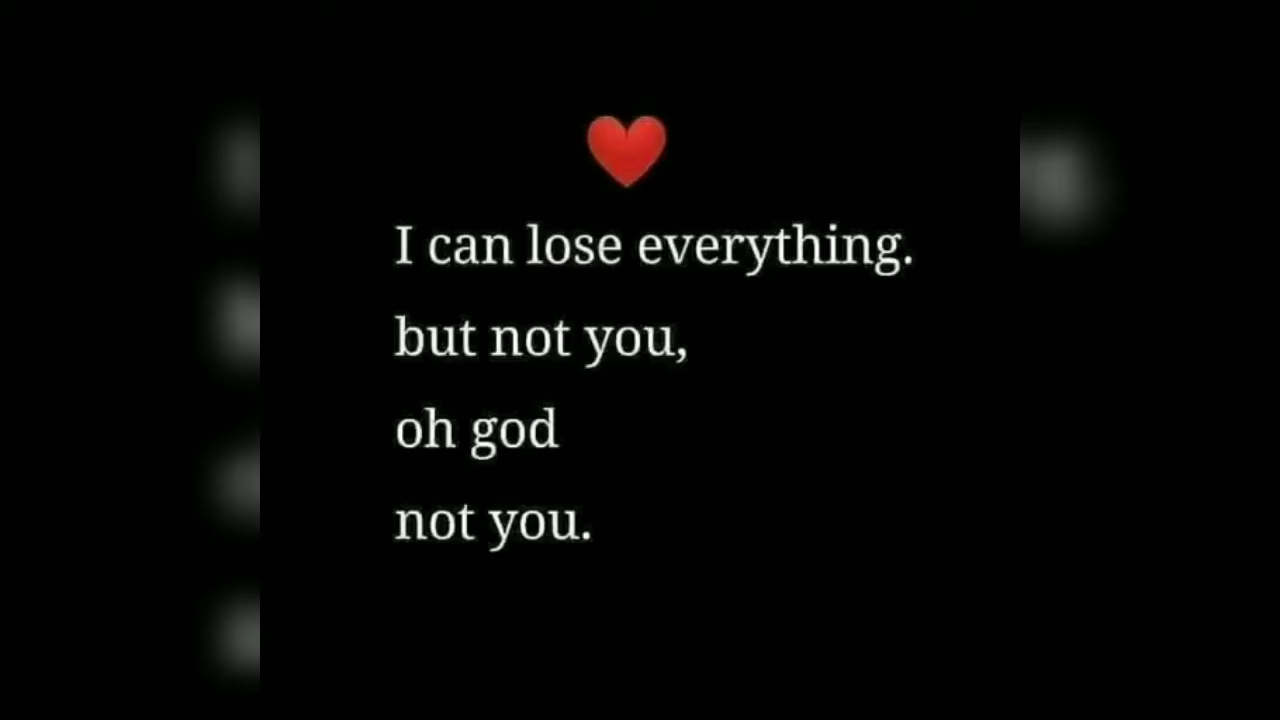 ❤️
I can lose everything.
but not you,
oh god
not you.